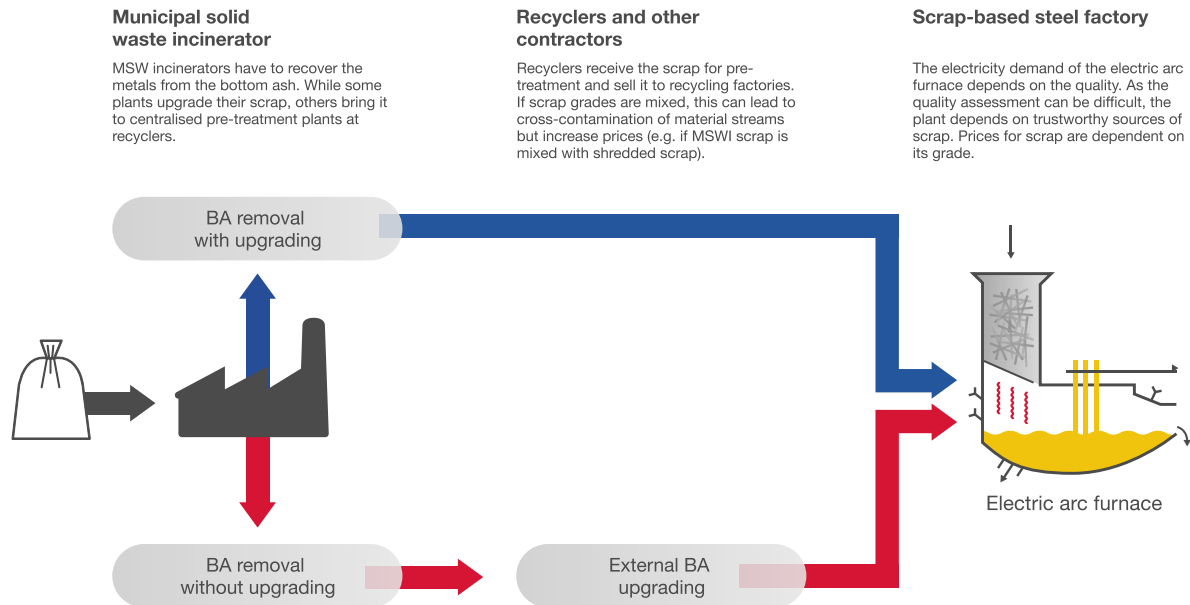 Municipal solid
waste incinerator
MSW incinerators have to recover the
metals from the bottom ash. While some
plants upgrade their scrap, others bring it
to centralised pre-treatment plants at
recyclers.
Recyclers and other
contractors
Recyclers receive the scrap for pre-
treatment and sell it to recycling factories.
If scrap grades are mixed, this can lead to
cross-contamination of material streams
but increase prices (e.g. if MSWI scrap is
mixed with shredded scrap).
Scrap-based steel factory
The electricity demand of the electric arc
furnace depends on the quality. As the
quality assessment can be difficult, the
plant depends on trustworthy sources of
scrap. Prices for scrap are dependent on
its grade.
BA removal
with upgrading
Electric arc furnace
BA removal
without upgrading
External BA
upgrading